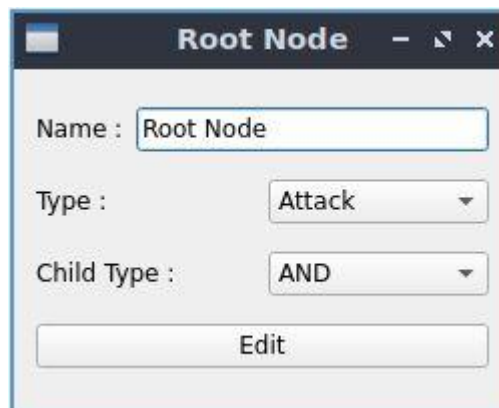 Root Node
Name : Root Node
Type : Attack
Child Type : AND
Edit